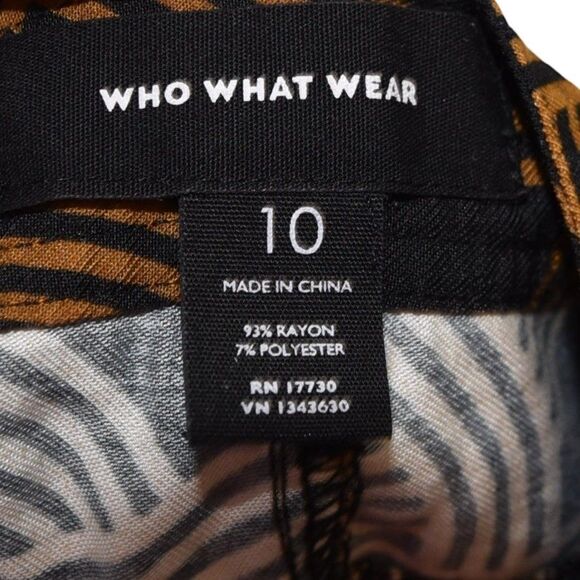 WHO WHAT WEAR
10
MADE IN CHINA
93% RAYON
7% POLYESTER
RN 17730
VN 1343630